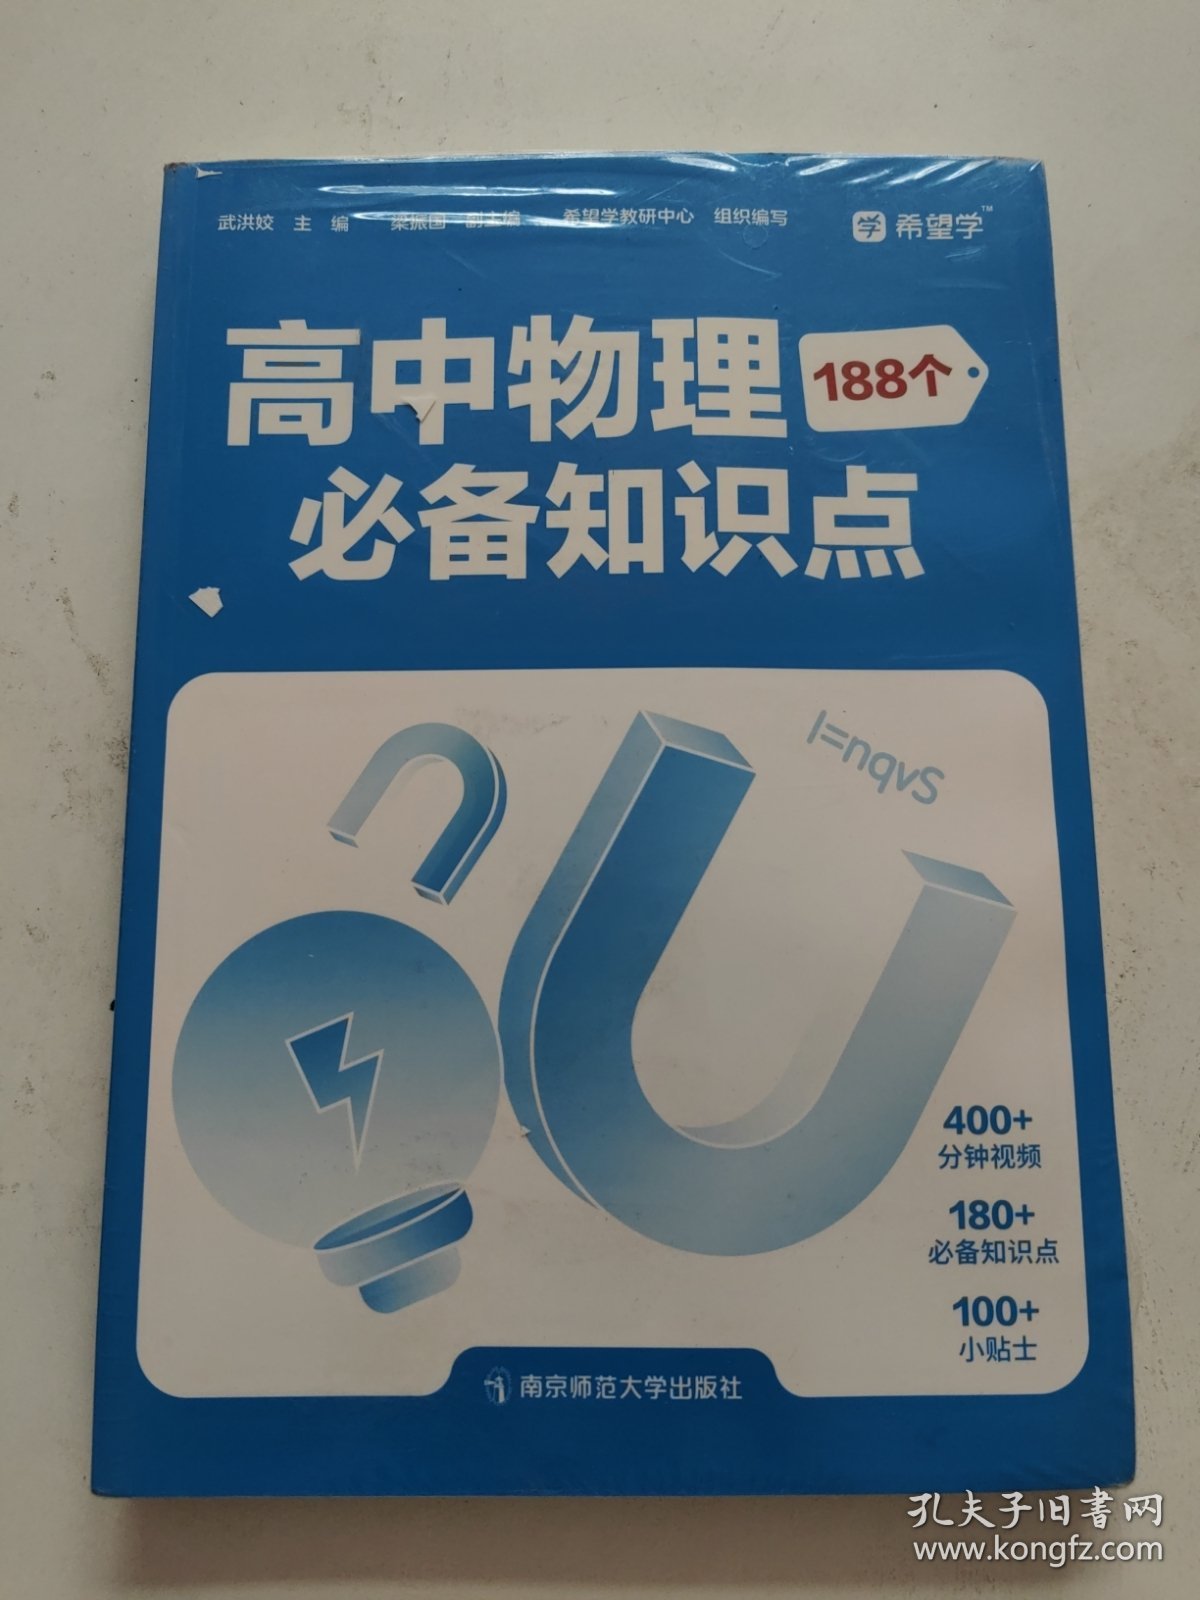 武洪姣 主 编 梁振国 副主编 希望学教研中心 组织编写
学 希望学™
高中物理
188个
必备知识点
I=nqvS
400+
分钟视频
180+
必备知识点
100+
小贴士
南京师范大学出版社
孔夫子旧书网
www.kongfz.com